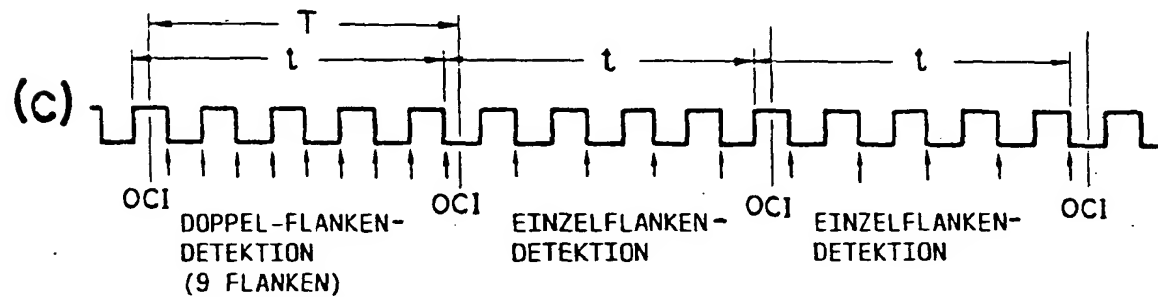 T
t t t
(C)
OCI OCI OCI OCI
DOPPEL-FLANKEN-
DETEKTION
(9 FLANKEN)
EINZELFLANKEN-
DETEKTION
EINZELFLANKEN-
DETEKTION